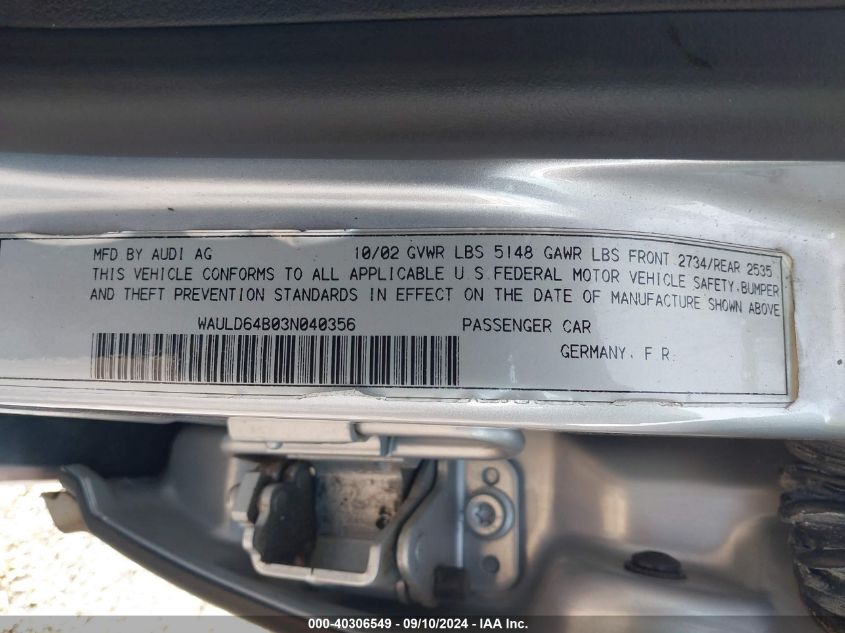 MFD BY AUDI AG 10/02 GVWR LBS 5148 GAWR LBS FRONT 2734/REAR 2535
THIS VEHICLE CONFORMS TO ALL APPLICABLE U.S.FEDERAL MOTOR VEHICLE SAFETY.BUMPER
AND THEFT PREVENTION STANDARDS IN EFFECT ON THE DATE OF MANUFACTURE SHOWN ABOVE
WAULD64B03N040356 PASSENGER CAR
GERMANY. F R.
000-40306549 - 09/10/2024 - IAA Inc.